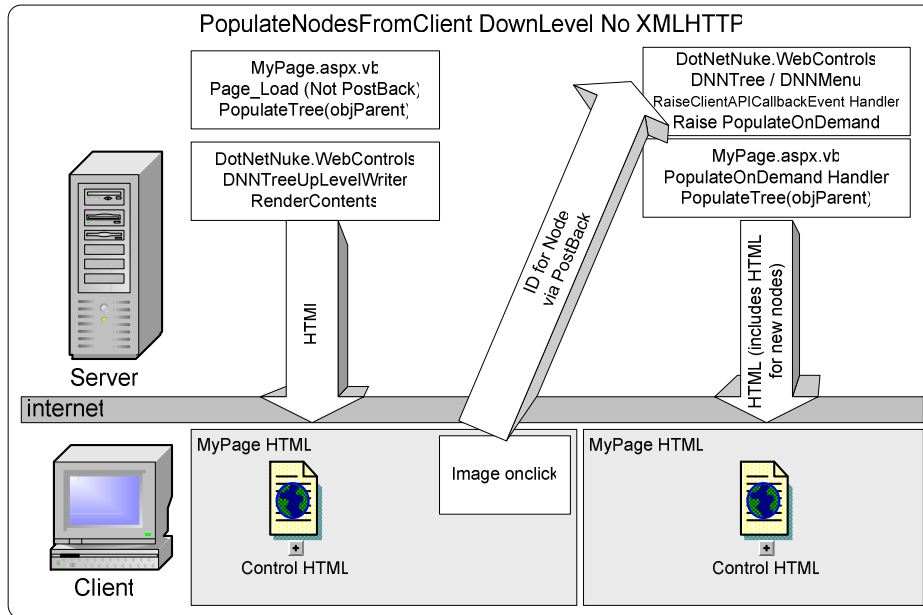 PopulateNodesFromClient DownLevel No XMLHTTP
MyPage.aspx.vb
Page_Load (Not PostBack)
PopulateTree(objParent)
DotNetNuke.WebControls
DNNTreeUpLevelWriter
RenderContents
HTML
ID for Node
via PostBack
DotNetNuke.WebControls
DNNTree / DNNMenu
RaiseClientAPICallbackEvent Handler
Raise PopulateOnDemand
MyPage.aspx.vb
PopulateOnDemand Handler
PopulateTree(objParent)
HTML (includes HTML
for new nodes)
Server
internet
MyPage HTML
Control HTML
Image onclick
MyPage HTML
Control HTML
Client